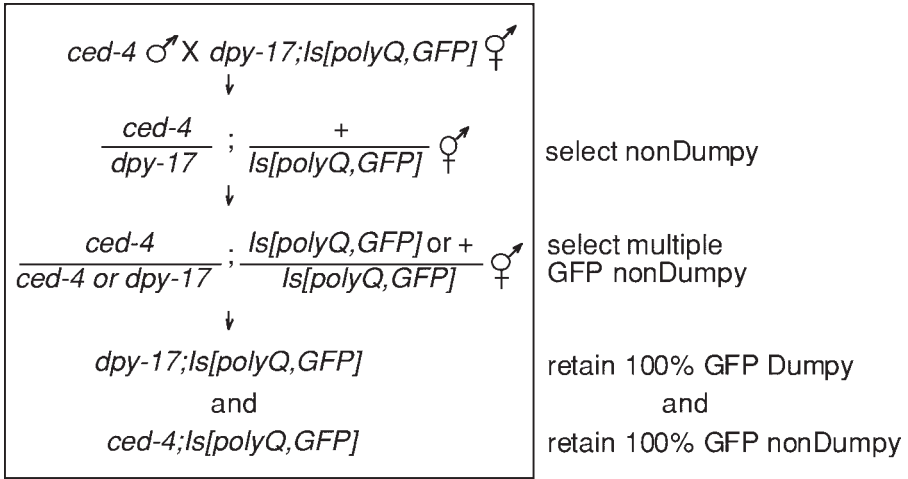 ced-4 ♂ X dpy-17;Is[polyQ,GFP] ⚥
ced-4 +
dpy-17 ; Is[polyQ,GFP] ⚥ select nonDumpy
ced-4 Is[polyQ,GFP] or + select multiple
ced-4 or dpy-17 ; Is[polyQ,GFP] ⚥ GFP nonDumpy
dpy-17;Is[polyQ,GFP] retain 100% GFP Dumpy
and and
ced-4;Is[polyQ,GFP] retain 100% GFP nonDumpy